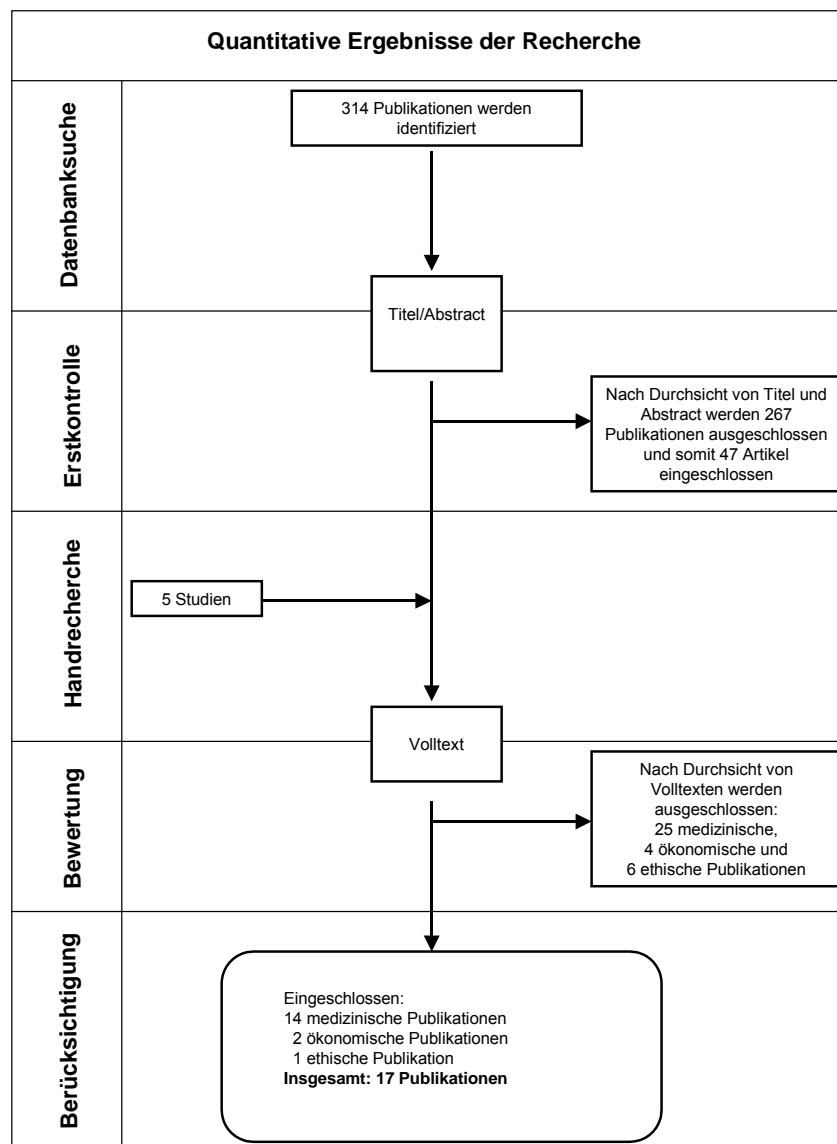 Quantitative Ergebnisse der Recherche
Datenbanksuche
314 Publikationen werden
identifiziert
Titel/Abstract
Erstkontrolle
Nach Durchsicht von Titel und
Abstract werden 267
Publikationen ausgeschlossen
und somit 47 Artikel
eingeschlossen
Handrecherche
5 Studien
Volltext
Bewertung
Nach Durchsicht von
Volltexten werden
ausgeschlossen:
25 medizinische,
4 ökonomische und
6 ethische Publikationen
Berücksichtigung
Eingeschlossen:
14 medizinische Publikationen
2 ökonomische Publikationen
1 ethische Publikation
Insgesamt: 17 Publikationen